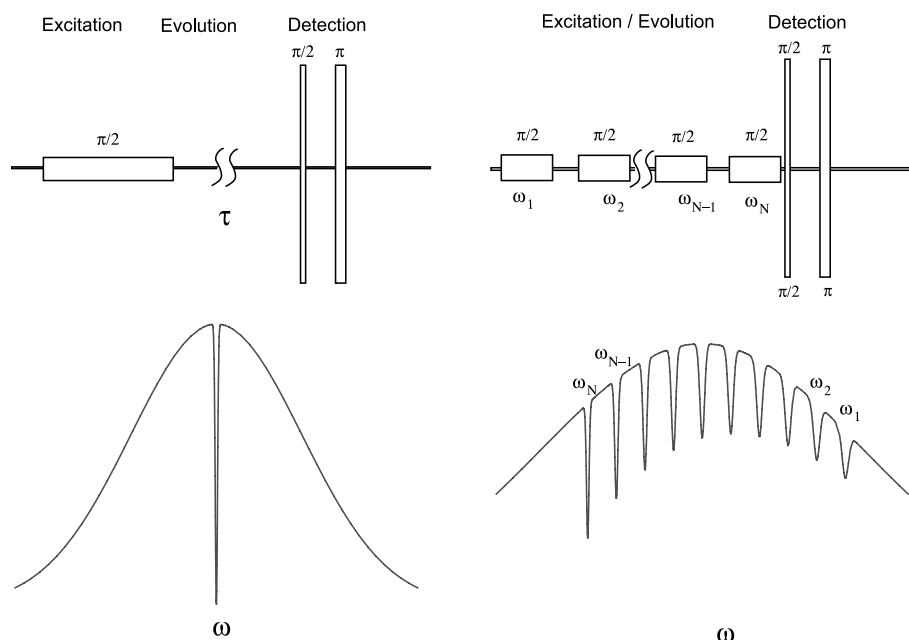 Excitation Evolution Detection
π/2 π
π/2
τ
ω
Excitation / Evolution Detection
π/2 π
π/2 π/2 π/2 π/2
ω1 ω2 ωN−1 ωN
π/2 π
ωN−1
ωN
ω2
ω1
ω